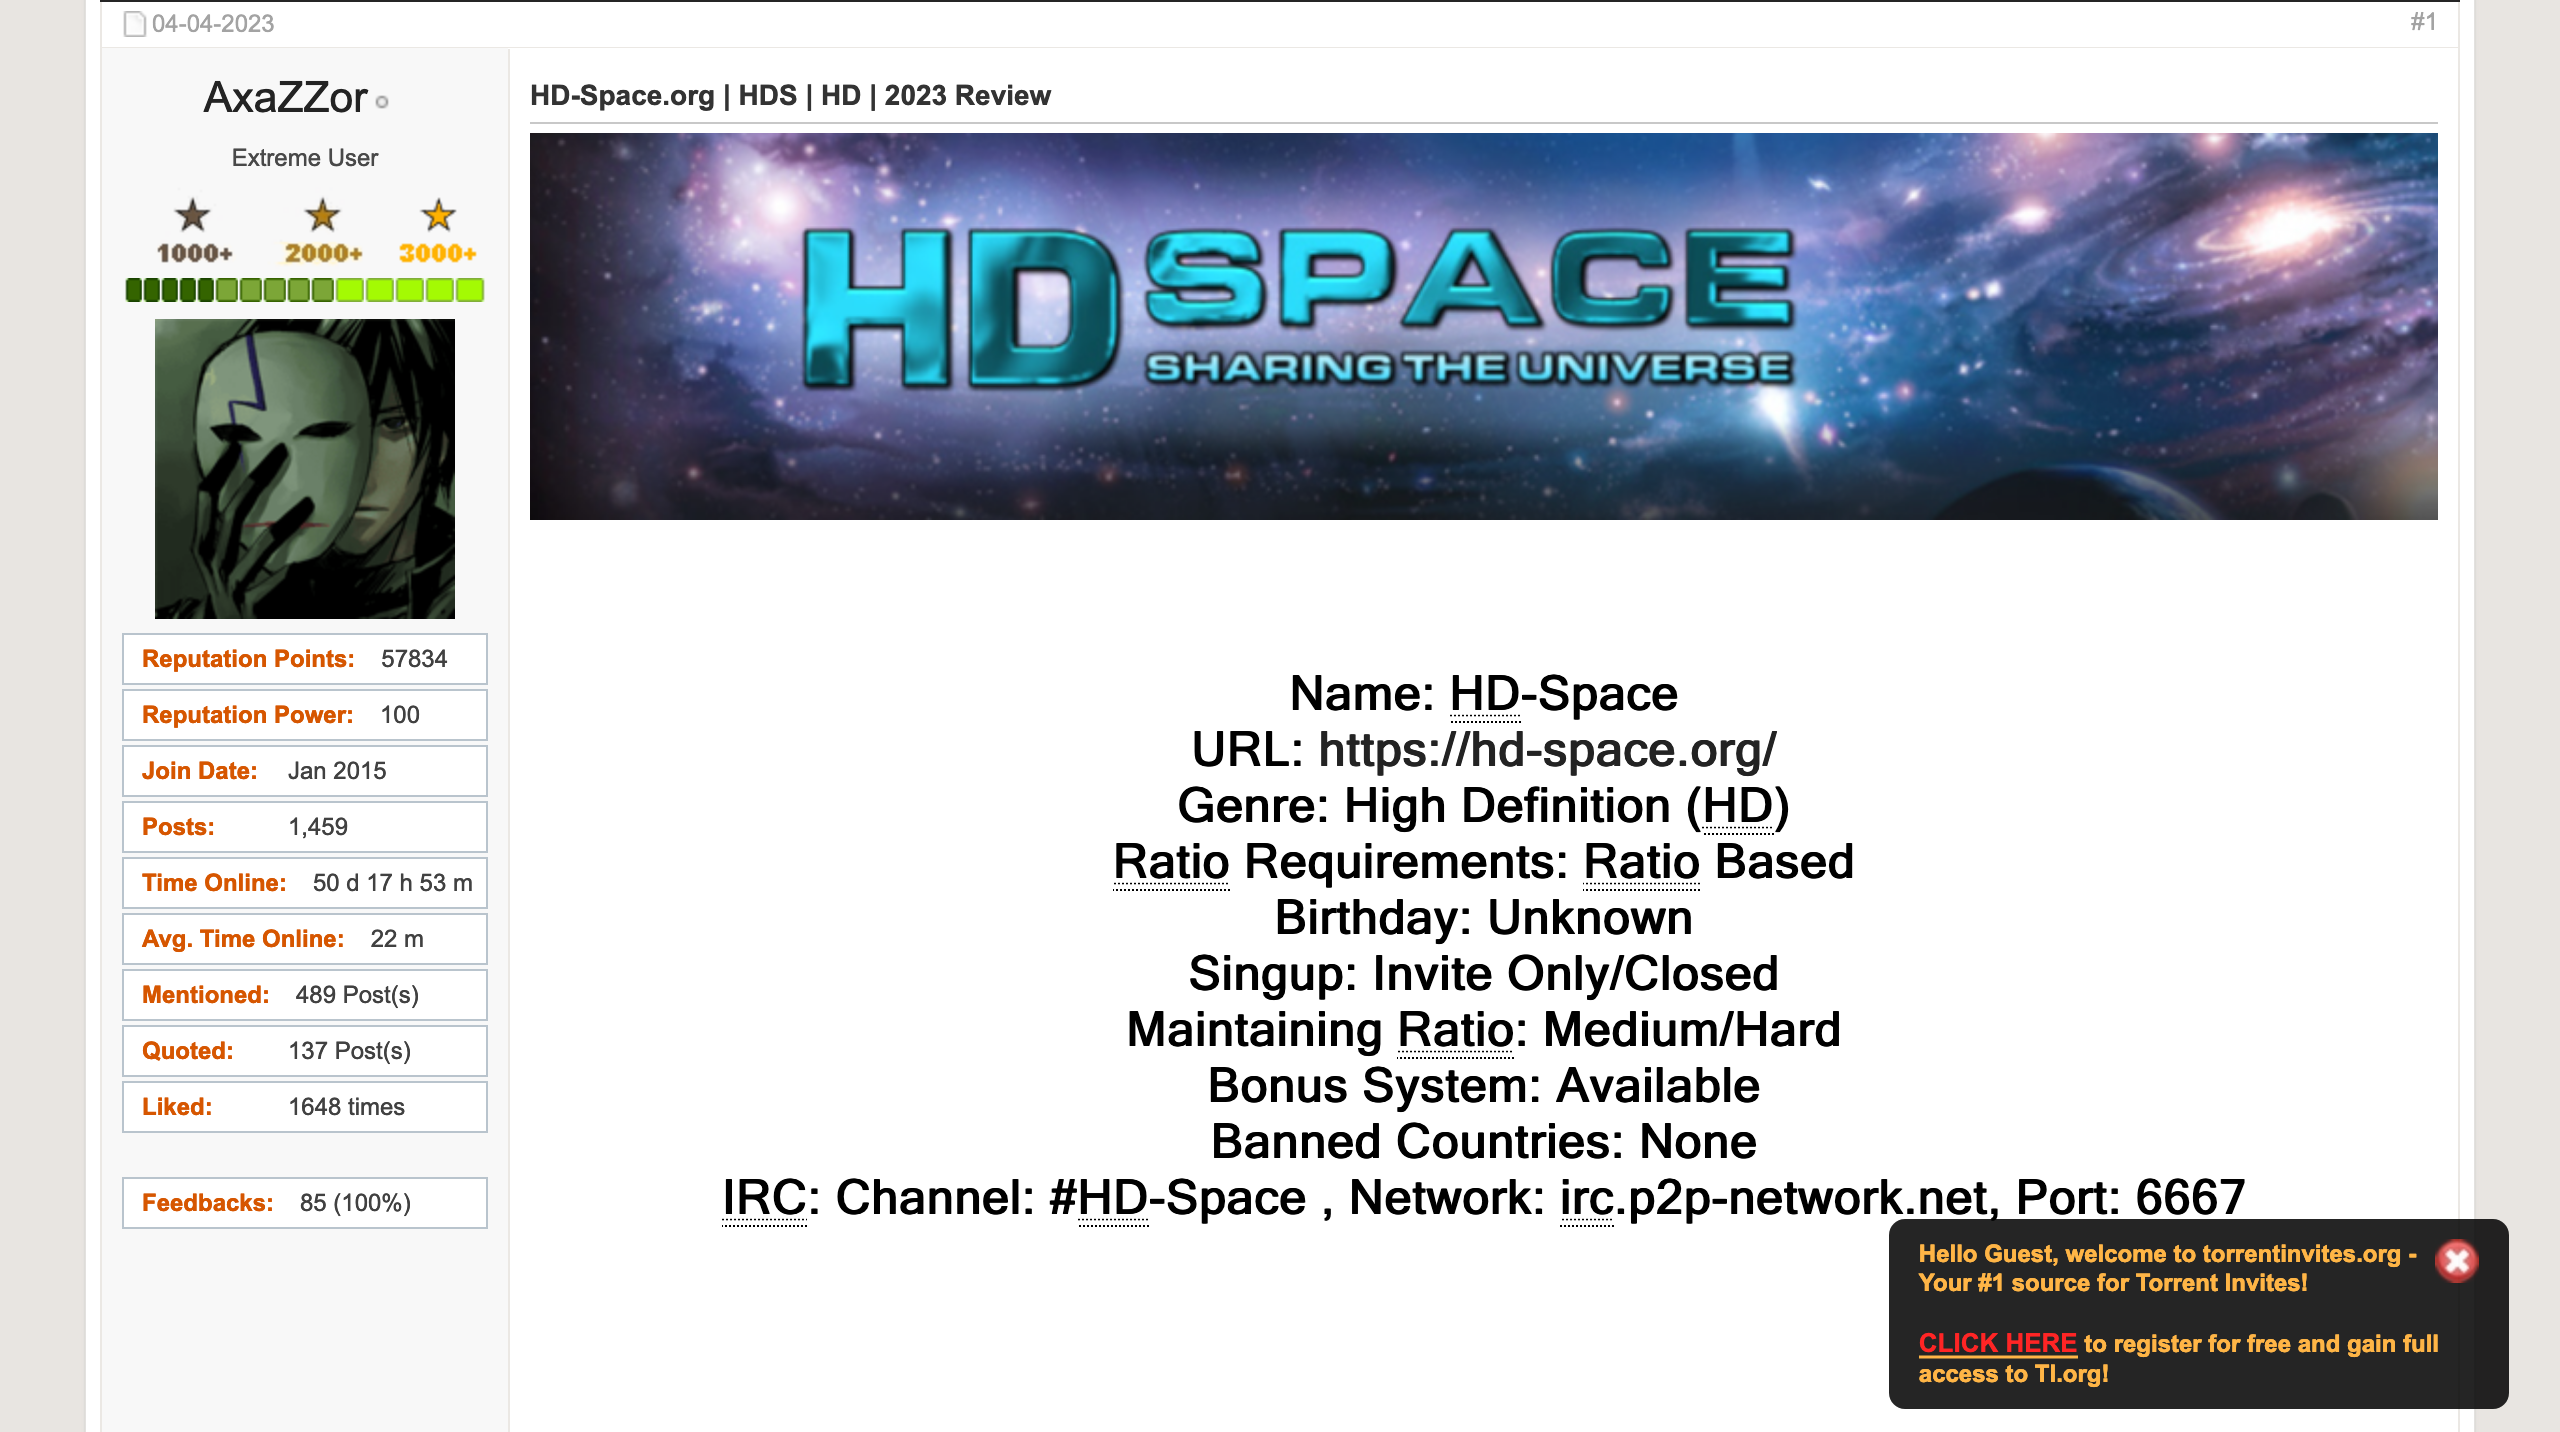 04-04-2023
#1
AxaZZor
Extreme User
1000+ 2000+ 3000+
Reputation Points: 57834
Reputation Power: 100
Join Date: Jan 2015
Posts: 1,459
Time Online: 50 d 17 h 53 m
Avg. Time Online: 22 m
Mentioned: 489 Post(s)
Quoted: 137 Post(s)
Liked: 1648 times
Feedbacks: 85 (100%)
HD-Space.org | HDS | HD | 2023 Review
HD SPACE
SHARING THE UNIVERSE
Name: HD-Space
URL: https://hd-space.org/
Genre: High Definition (HD)
Ratio Requirements: Ratio Based
Birthday: Unknown
Singup: Invite Only/Closed
Maintaining Ratio: Medium/Hard
Bonus System: Available
Banned Countries: None
IRC: Channel: #HD-Space , Network: irc.p2p-network.net, Port: 6667
Hello Guest, welcome to torrentinvites.org -
Your #1 source for Torrent Invites!
CLICK HERE to register for free and gain full
access to TI.org!